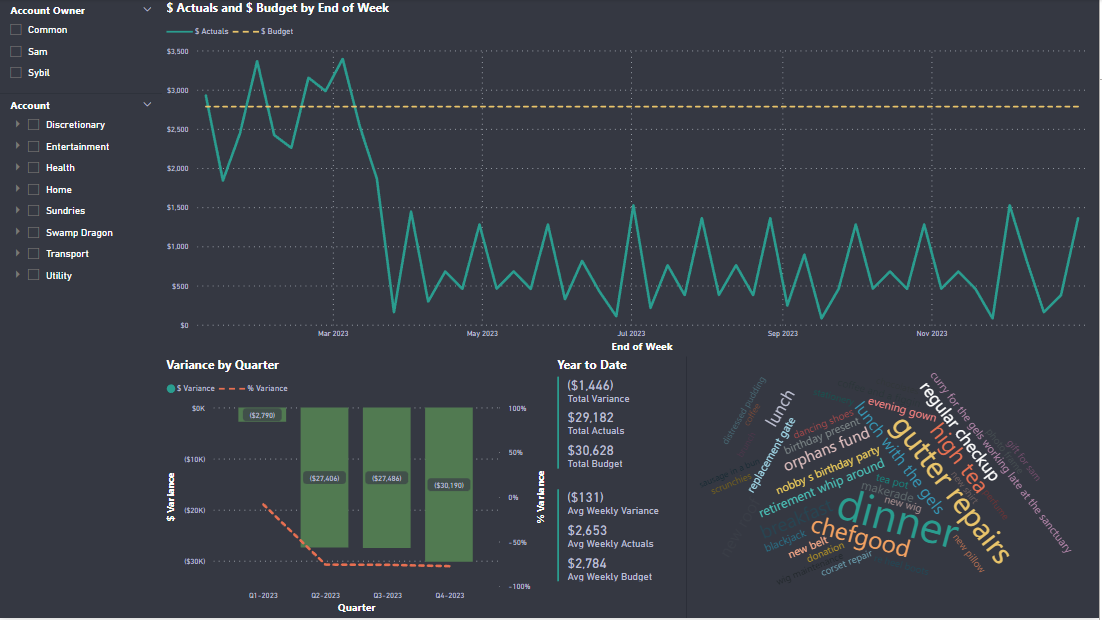 Account Owner
Common
Sam
Sybil
Account
Discretionary
Entertainment
Health
Home
Sundries
Swamp Dragon
Transport
Utility
$ Actuals and $ Budget by End of Week
$ Actuals $ Budget
$3,500
$3,000
$2,500
$2,000
$1,500
$1,000
$500
$0
Mar 2023 May 2023 Jul 2023 Sep 2023 Nov 2023
End of Week
Variance by Quarter
$ Variance % Variance
$ Variance
$0K
($10K)
($20K)
($30K)
($2,790)
($27,406)
($27,486)
($30,190)
100%
50%
0%
-50%
-100%
% Variance
Q1-2023 Q2-2023 Q3-2023 Q4-2023
Quarter
Year to Date
($1,446)
Total Variance
$29,182
Total Actuals
$30,628
Total Budget
($131)
Avg Weekly Variance
$2,653
Avg Weekly Actuals
$2,784
Avg Weekly Budget
distressed pudding
coffee
lunch
replacement gate
scrunchies
dancing shoes
birthday present
orphans fund
nobby s birthday party
retirement whip around
evening gown
lunch with the gels
curry for the gels working late at the sanctuary
regular checkup
high tea
gutter repairs
gift for sam
tea pot
makerade
new wig
dinner
chefgood
breakfast
blackjack
new belt
donation
corset repair
new pillow